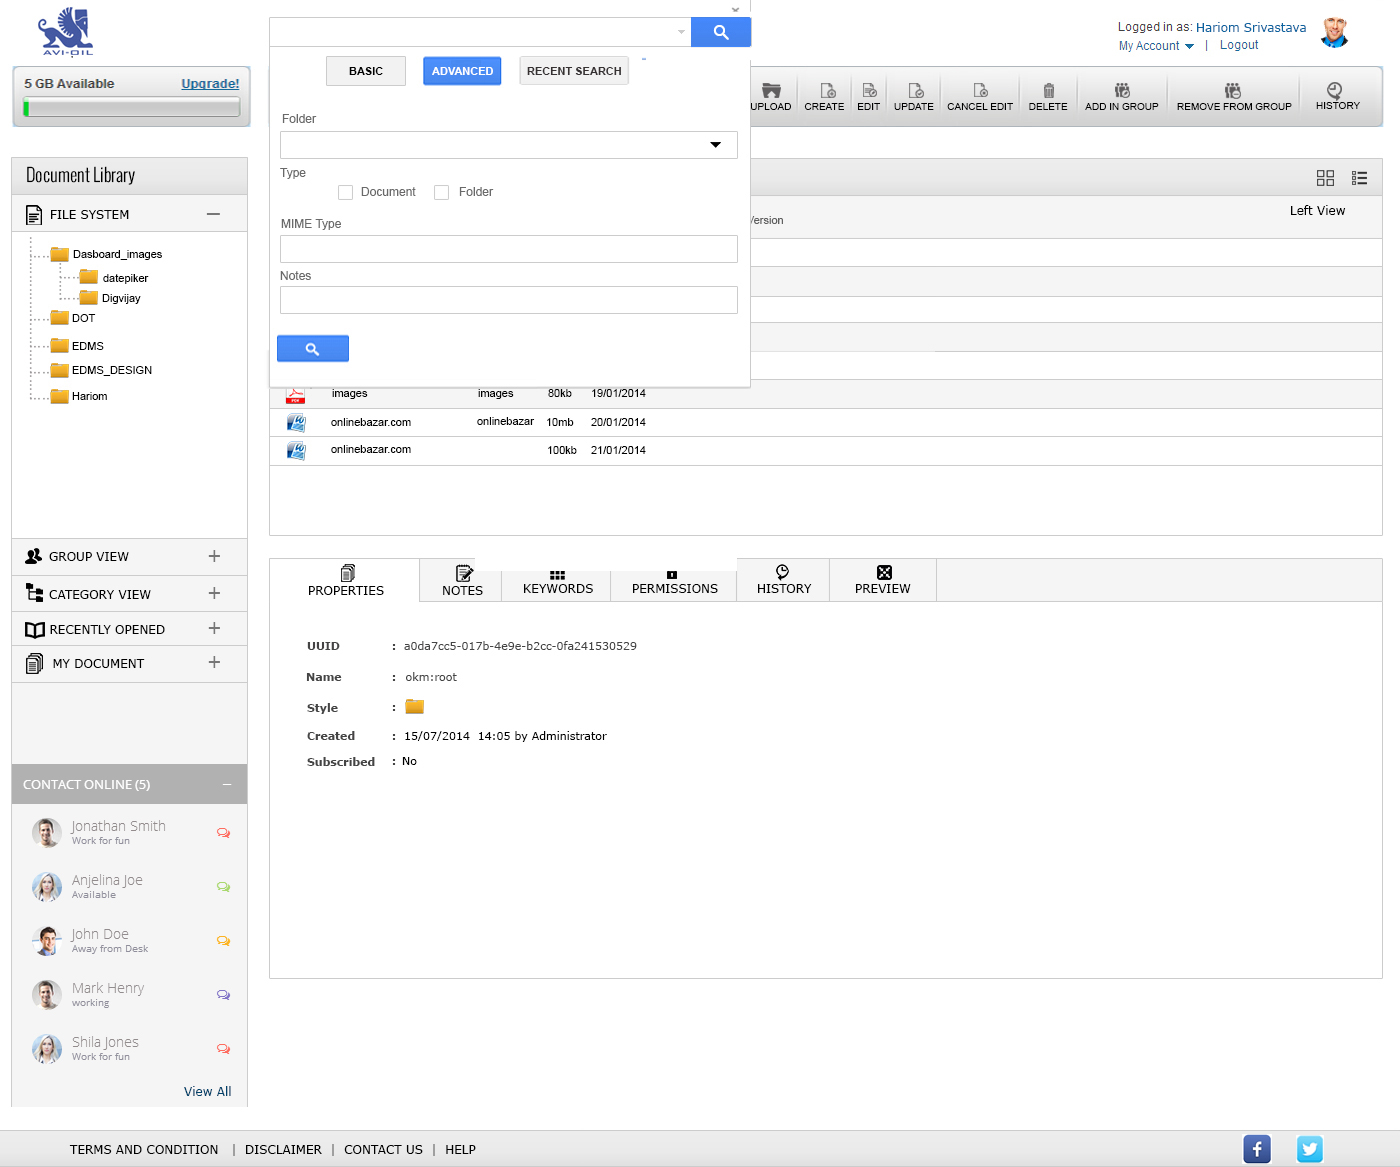 AVI-OIL
Logged in as: Hariom Srivastava
My Account | Logout
5 GB Available Upgrade!
BASIC ADVANCED RECENT SEARCH
UPLOAD CREATE EDIT UPDATE CANCEL EDIT DELETE ADD IN GROUP REMOVE FROM GROUP HISTORY
Folder
Type
Document Folder
MIME Type
Notes
Document Library
FILE SYSTEM
Dasboard_images
datepiker
Digvijay
DOT
EDMS
EDMS_DESIGN
Hariom
Left View
Version
images images 80kb 19/01/2014
onlinebazar.com onlinebazar 10mb 20/01/2014
onlinebazar.com 100kb 21/01/2014
GROUP VIEW
CATEGORY VIEW
RECENTLY OPENED
MY DOCUMENT
PROPERTIES NOTES KEYWORDS PERMISSIONS HISTORY PREVIEW
UUID : a0da7cc5-017b-4e9e-b2cc-0fa241530529
Name : okm:root
Style :
Created : 15/07/2014 14:05 by Administrator
Subscribed : No
CONTACT ONLINE (5)
Jonathan Smith
Work for fun
Anjelina Joe
Available
John Doe
Away from Desk
Mark Henry
working
Shila Jones
Work for fun
View All
TERMS AND CONDITION | DISCLAIMER | CONTACT US | HELP